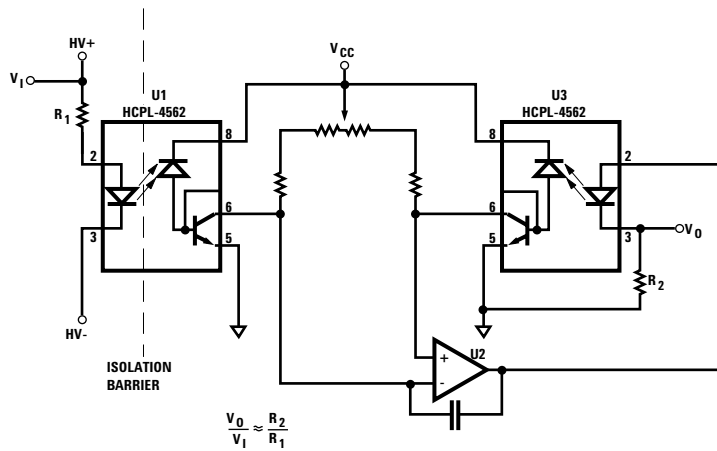 HV+
V_I
R_1
U1
HCPL-4562
2
3
8
6
5
HV-
ISOLATION
BARRIER
V_CC
U3
HCPL-4562
8
6
5
2
3
V_O
R_2
U2
+
-
V_O / V_I ≈ R_2 / R_1